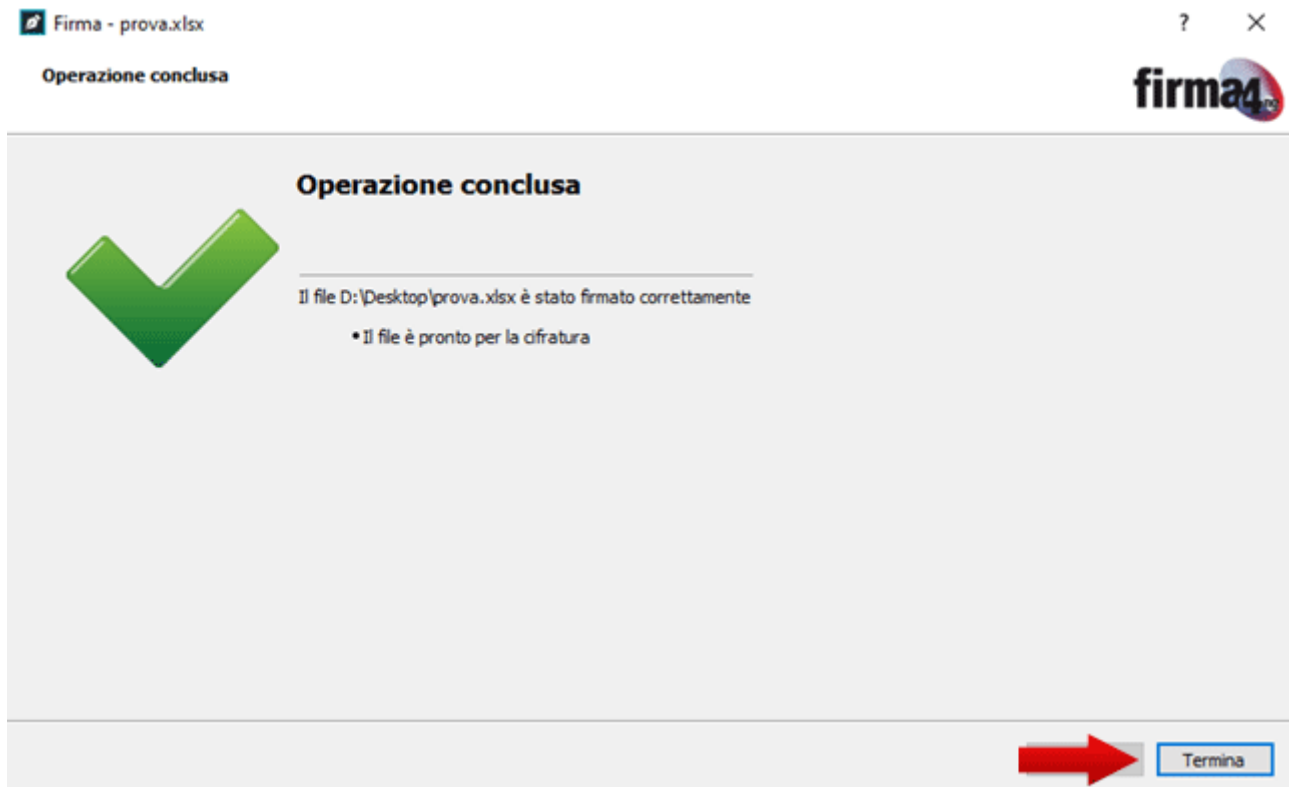 Firma - prova.xlsx
?
Operazione conclusa
firma4ng
Operazione conclusa
Il file D:\Desktop\prova.xlsx è stato firmato correttamente
• Il file è pronto per la cifratura
Termina